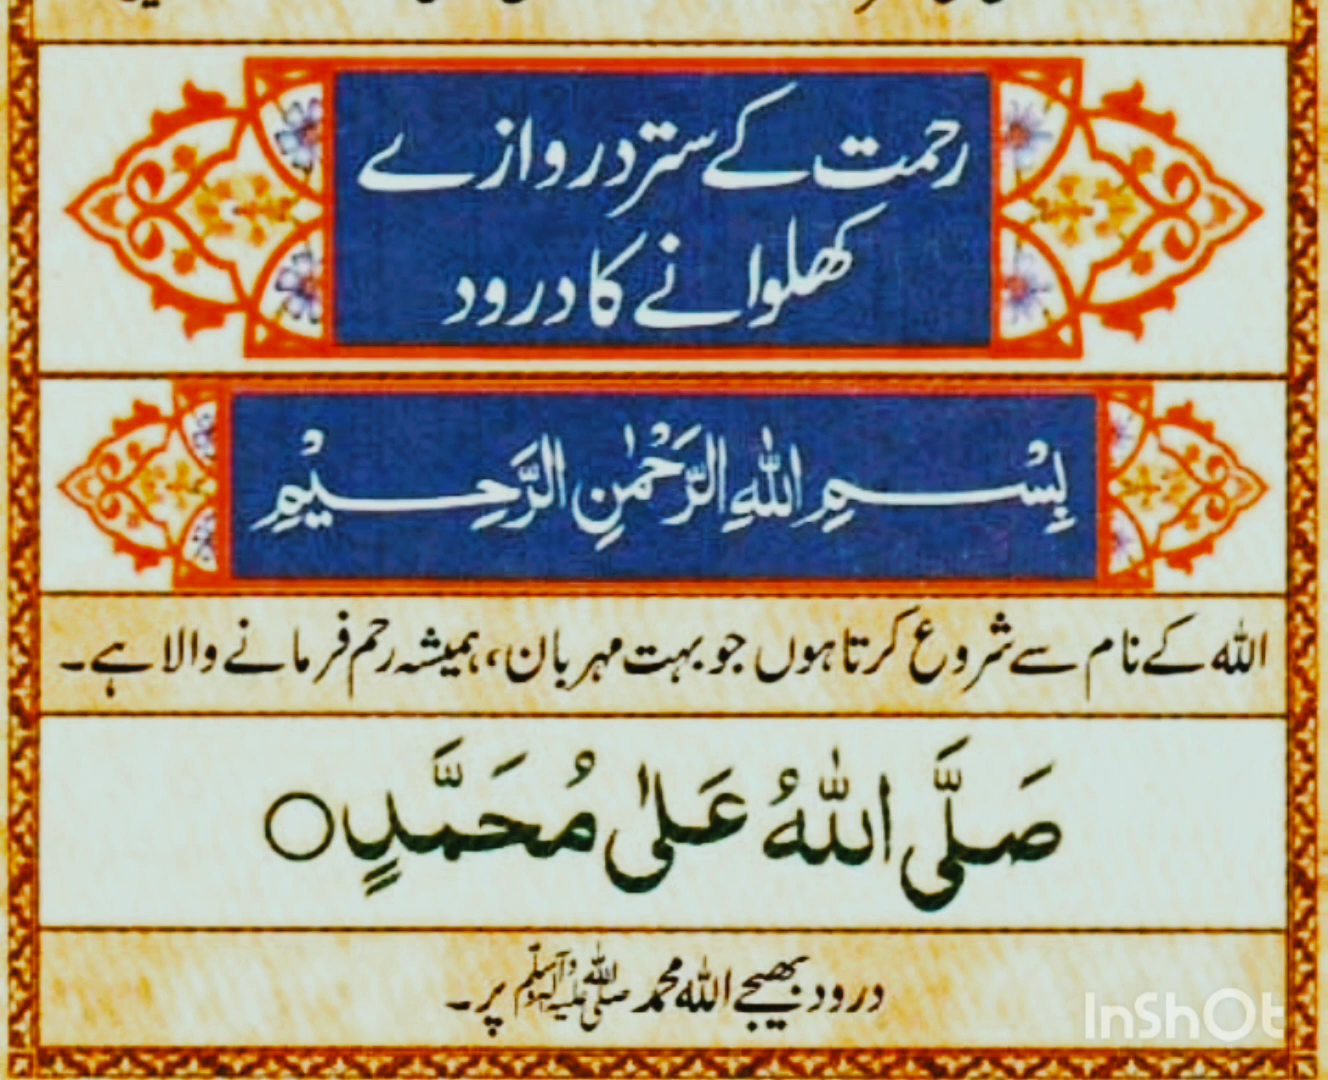 رحمت کے ستر دروازے
کھلوانے کا درود
بِسْمِ اللّٰهِ الرَّحْمٰنِ الرَّحِيْمِ
اللہ کے نام سے شروع کرتا ہوں جو بہت مہربان، ہمیشہ رحم فرمانے والا ہے۔
صَلَّی اللّٰهُ عَلٰی مُحَمَّدٍ○
درود بھیجے اللہ محمد صلی اللہ علیہ وآلہ وسلم پر۔
InShOt